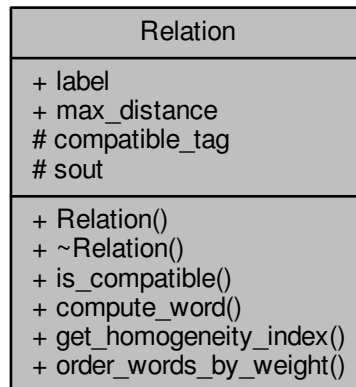 Relation
+ label
+ max_distance
# compatible_tag
# sout
+ Relation()
+ ~Relation()
+ is_compatible()
+ compute_word()
+ get_homogeneity_index()
+ order_words_by_weight()